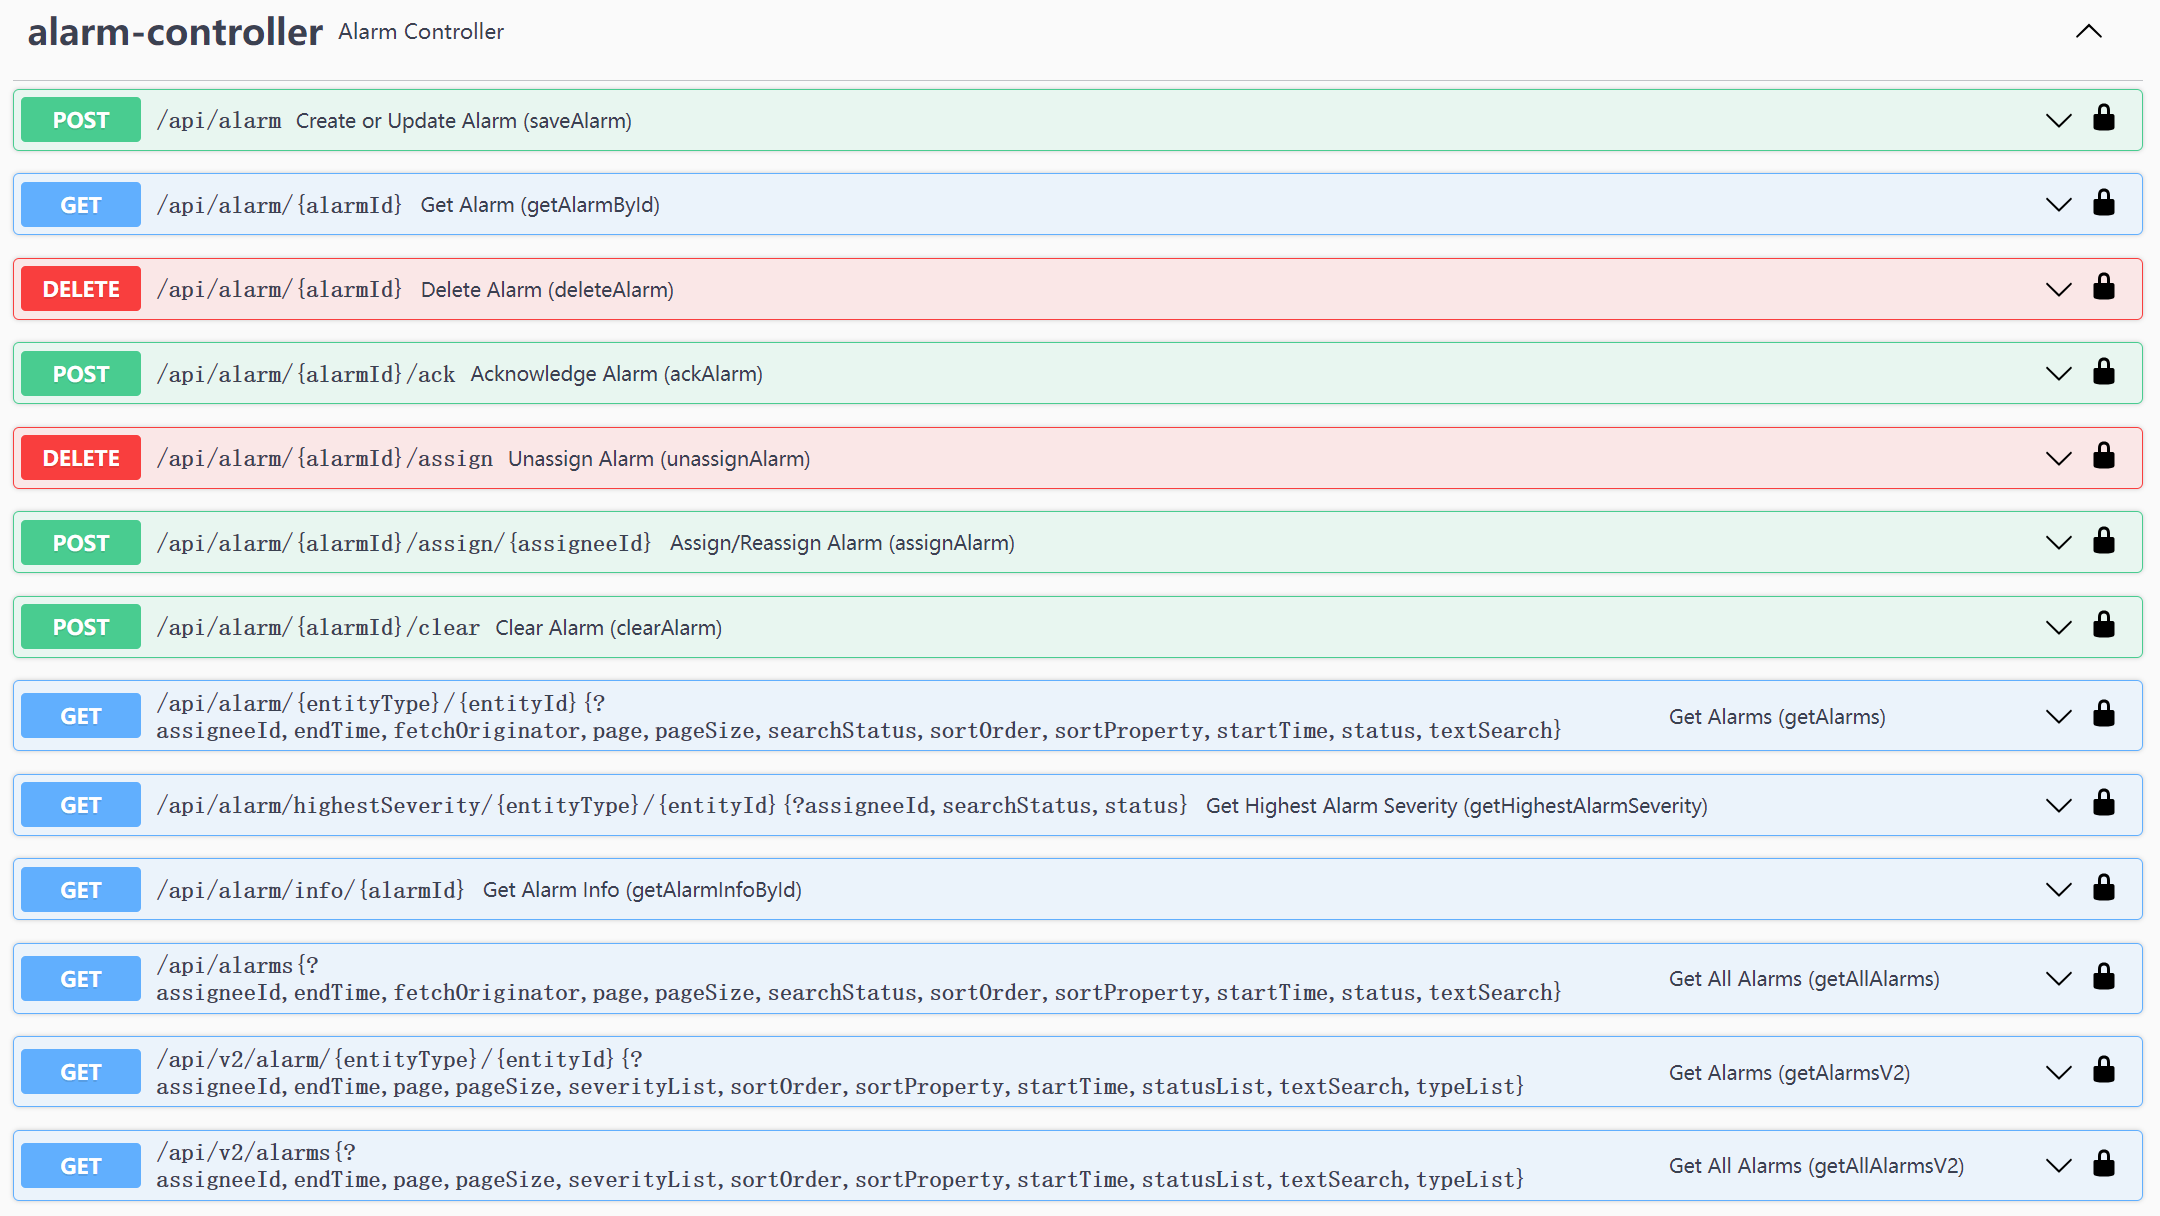 alarm-controller Alarm Controller
POST /api/alarm Create or Update Alarm (saveAlarm)
GET /api/alarm/{alarmId} Get Alarm (getAlarmById)
DELETE /api/alarm/{alarmId} Delete Alarm (deleteAlarm)
POST /api/alarm/{alarmId}/ack Acknowledge Alarm (ackAlarm)
DELETE /api/alarm/{alarmId}/assign Unassign Alarm (unassignAlarm)
POST /api/alarm/{alarmId}/assign/{assigneeId} Assign/Reassign Alarm (assignAlarm)
POST /api/alarm/{alarmId}/clear Clear Alarm (clearAlarm)
GET /api/alarm/{entityType}/{entityId}{?
assigneeId,endTime,fetchOriginator,page,pageSize,searchStatus,sortOrder,sortProperty,startTime,status,textSearch} Get Alarms (getAlarms)
GET /api/alarm/highestSeverity/{entityType}/{entityId}{?assigneeId,searchStatus,status} Get Highest Alarm Severity (getHighestAlarmSeverity)
GET /api/alarm/info/{alarmId} Get Alarm Info (getAlarmInfoById)
GET /api/alarms{?
assigneeId,endTime,fetchOriginator,page,pageSize,searchStatus,sortOrder,sortProperty,startTime,status,textSearch} Get All Alarms (getAllAlarms)
GET /api/v2/alarm/{entityType}/{entityId}{?
assigneeId,endTime,page,pageSize,severityList,sortOrder,sortProperty,startTime,statusList,textSearch,typeList} Get Alarms (getAlarmsV2)
GET /api/v2/alarms{?
assigneeId,endTime,page,pageSize,severityList,sortOrder,sortProperty,startTime,statusList,textSearch,typeList} Get All Alarms (getAllAlarmsV2)